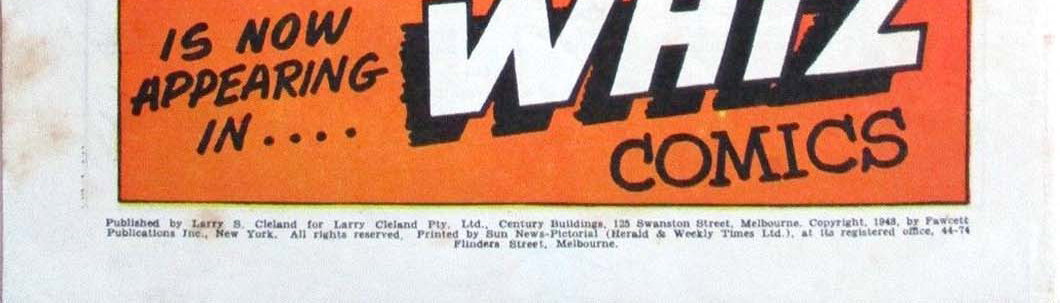 IS NOW
APPEARING
IN....
WHIZ
COMICS
Published by Larry S. Cleland for Larry Cleland Pty. Ltd., Century Buildings, 125 Swanston Street, Melbourne. Copyright, 1948, by Fawcett
Publications Inc., New York. All rights reserved. Printed by Sun News-Pictorial (Herald & Weekly Times Ltd.), at its registered office, 44-74
Flinders Street, Melbourne.